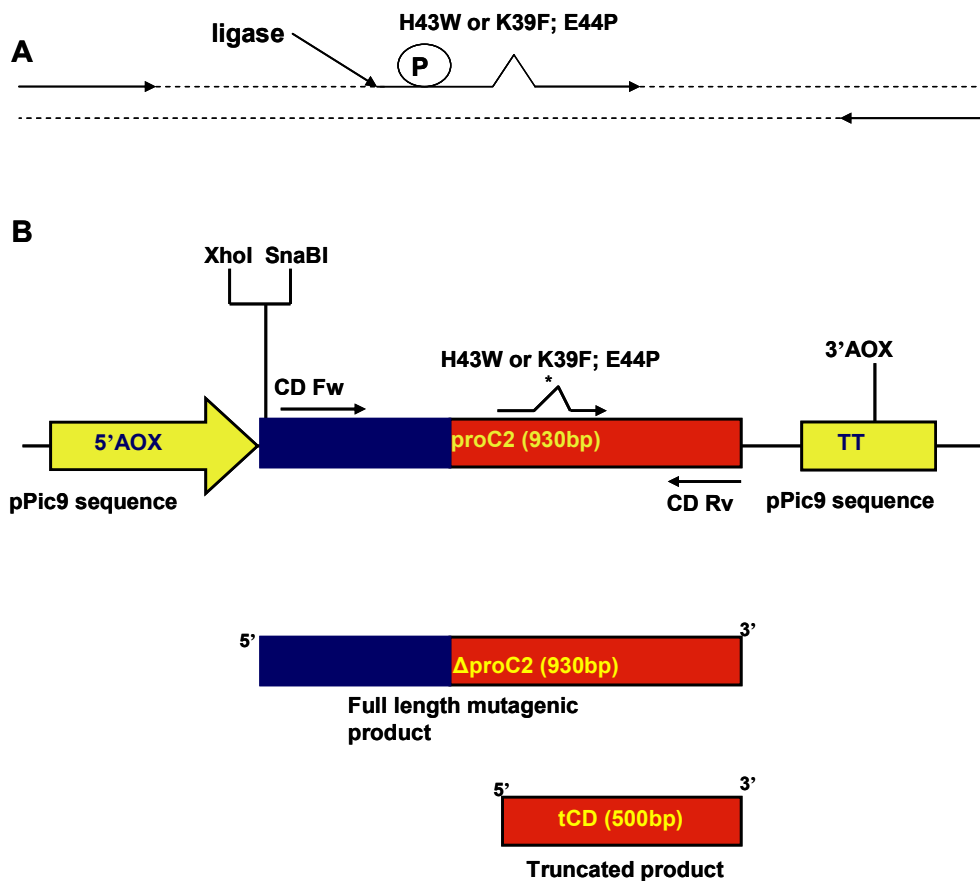 A
ligase
H43W or K39F; E44P
P
B
XhoI SnaBI
CD Fw
H43W or K39F; E44P
*
3’AOX
5’AOX
proC2 (930bp)
TT
pPic9 sequence
CD Rv
pPic9 sequence
5’
3’
ΔproC2 (930bp)
Full length mutagenic
product
5’
3’
tCD (500bp)
Truncated product